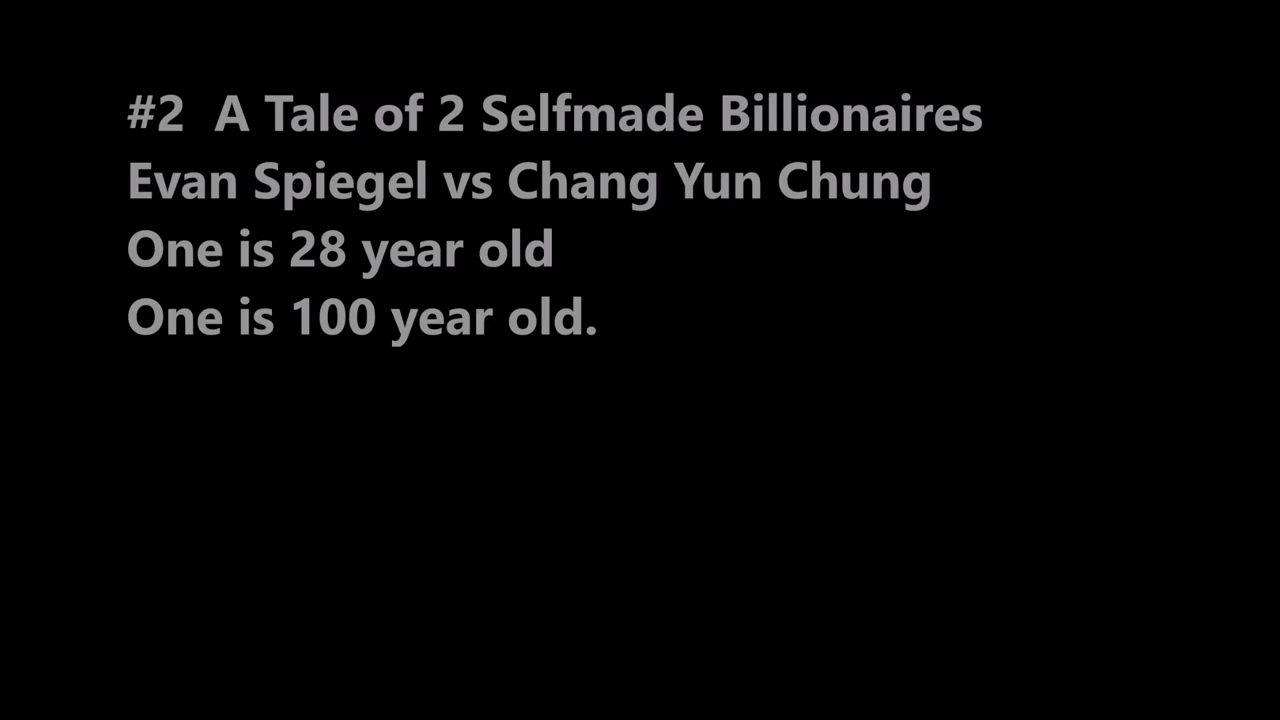 #2  A Tale of 2 Selfmade Billionaires
Evan Spiegel vs Chang Yun Chung
One is 28 year old
One is 100 year old.